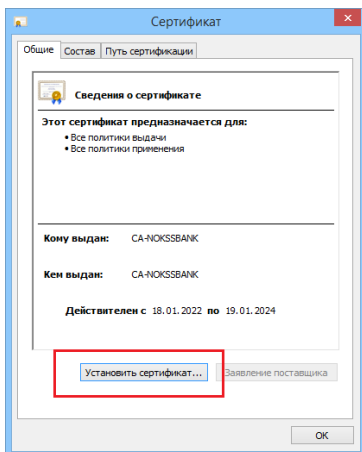 Сертификат
Общие Состав Путь сертификации
Сведения о сертификате
Этот сертификат предназначается для:
• Все политики выдачи
• Все политики применения
Кому выдан: CA-NOKSSBANK
Кем выдан: CA-NOKSSBANK
Действителен с 18.01.2022 по 19.01.2024
Установить сертификат... Заявление поставщика
OK